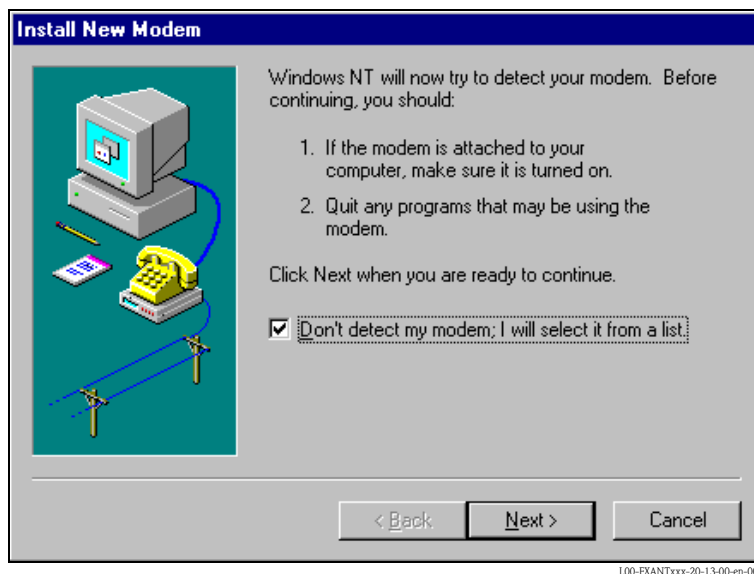 Install New Modem
Windows NT will now try to detect your modem. Before
continuing, you should:
1. If the modem is attached to your
computer, make sure it is turned on.
2. Quit any programs that may be using the
modem.
Click Next when you are ready to continue.
Don't detect my modem; I will select it from a list.
< Back
Next >
Cancel